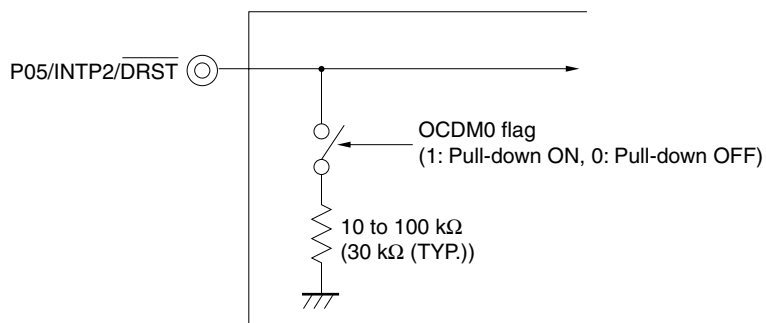 P05/INTP2/DRST
OCDM0 flag
(1: Pull-down ON, 0: Pull-down OFF)
10 to 100 kΩ
(30 kΩ (TYP.))